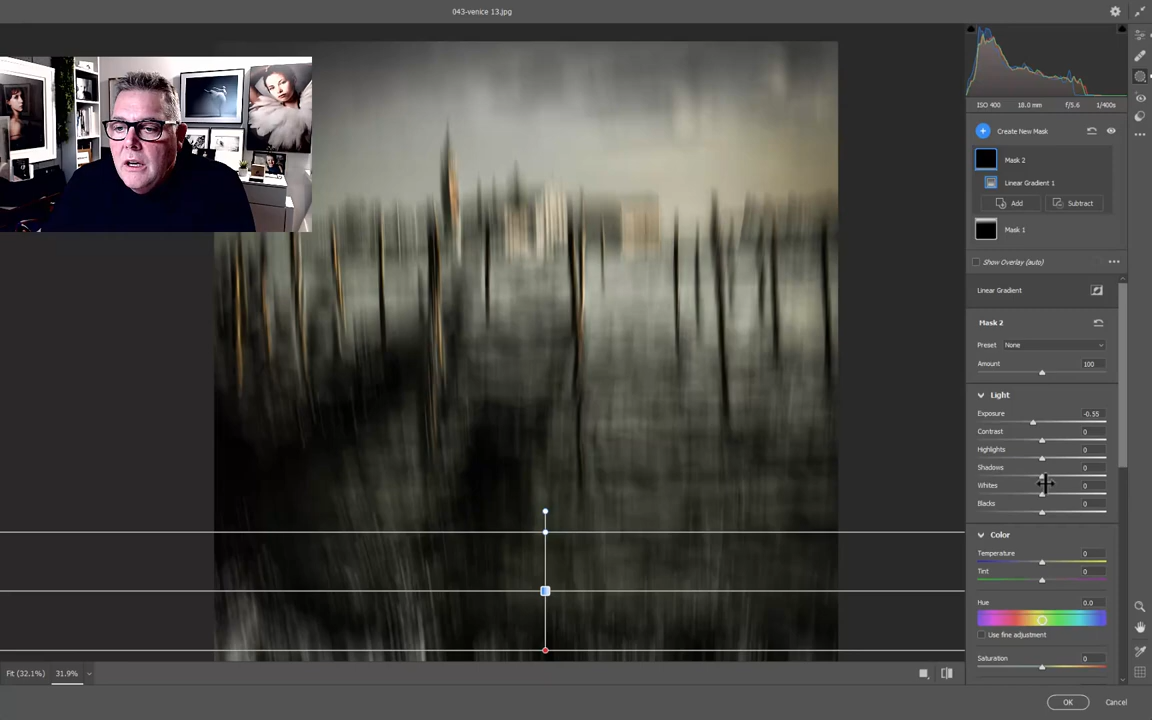 043-venice 13.jpg
ISO 400 18.0 mm f/5.6 1/400s
Create New Mask
Mask 2
Linear Gradient 1
Add Subtract
Mask 1
Show Overlay (auto)
Linear Gradient
Mask 2
Preset None
Amount 100
Light
Exposure -0.55
Contrast 0
Highlights 0
Shadows 0
Whites 0
Blacks 0
Color
Temperature 0
Tint 0
Hue 0.0
Use fine adjustment
Saturation 0
Fit (32.1%) 31.9%
OK Cancel